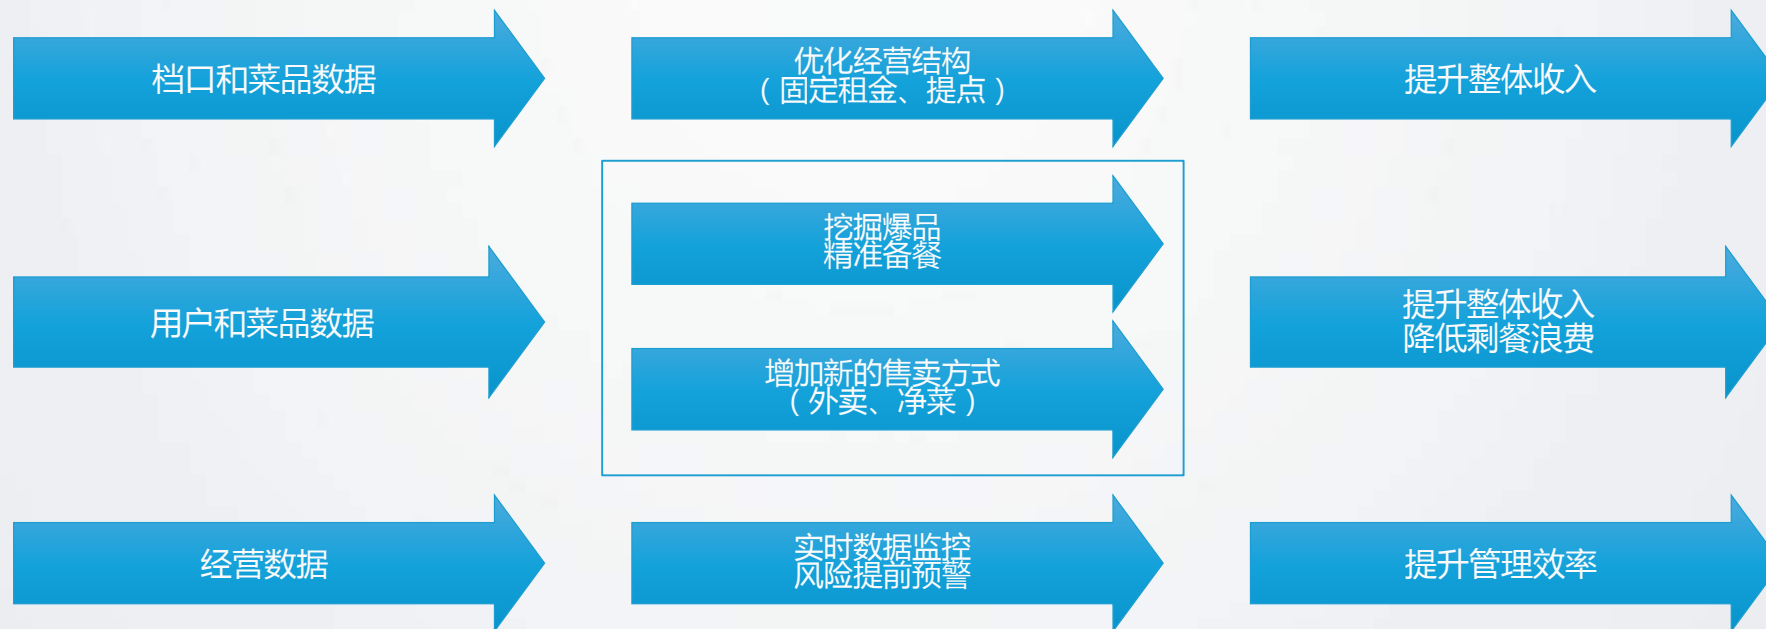 档口和菜品数据
优化经营结构
（固定租金、提点）
提升整体收入
用户和菜品数据
挖掘爆品
精准备餐
增加新的售卖方式
（外卖、净菜）
提升整体收入
降低剩餐浪费
经营数据
实时数据监控
风险提前预警
提升管理效率